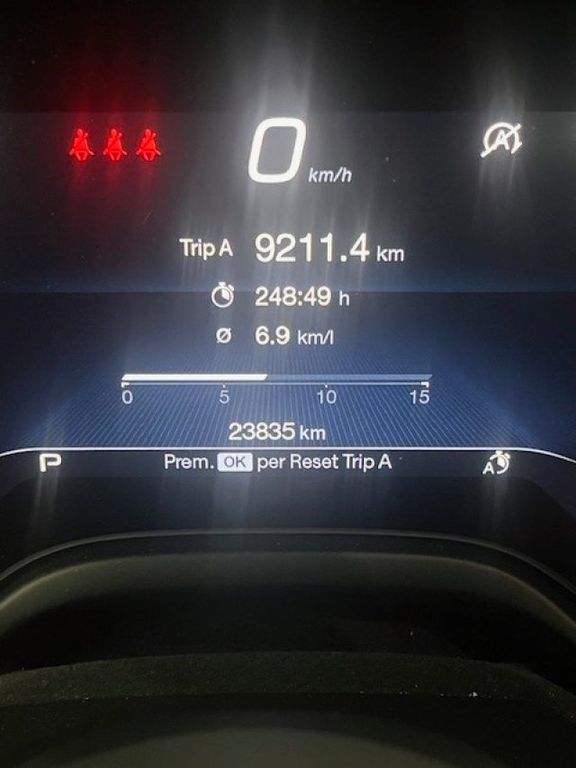 0 km/h
Trip A 9211.4 km
248:49 h
Ø 6.9 km/l
0 5 10 15
23835 km
P Prem. OK per Reset Trip A A